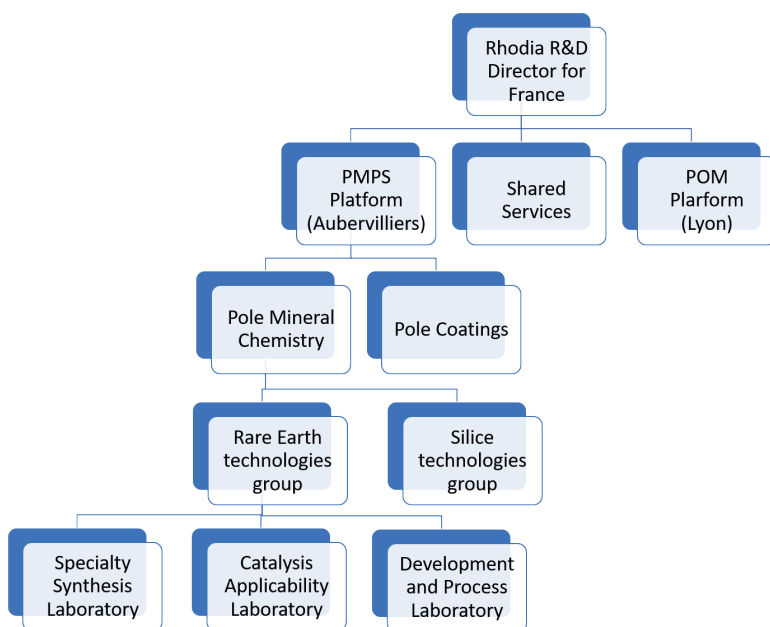 Rhodia R&D
Director for
France
PMPS
Platform
(Aubervilliers)
Shared
Services
POM
Plarform
(Lyon)
Pole Mineral
Chemistry
Pole Coatings
Rare Earth
technologies
group
Silice
technologies
group
Specialty
Synthesis
Laboratory
Catalysis
Applicability
Laboratory
Development
and Process
Laboratory